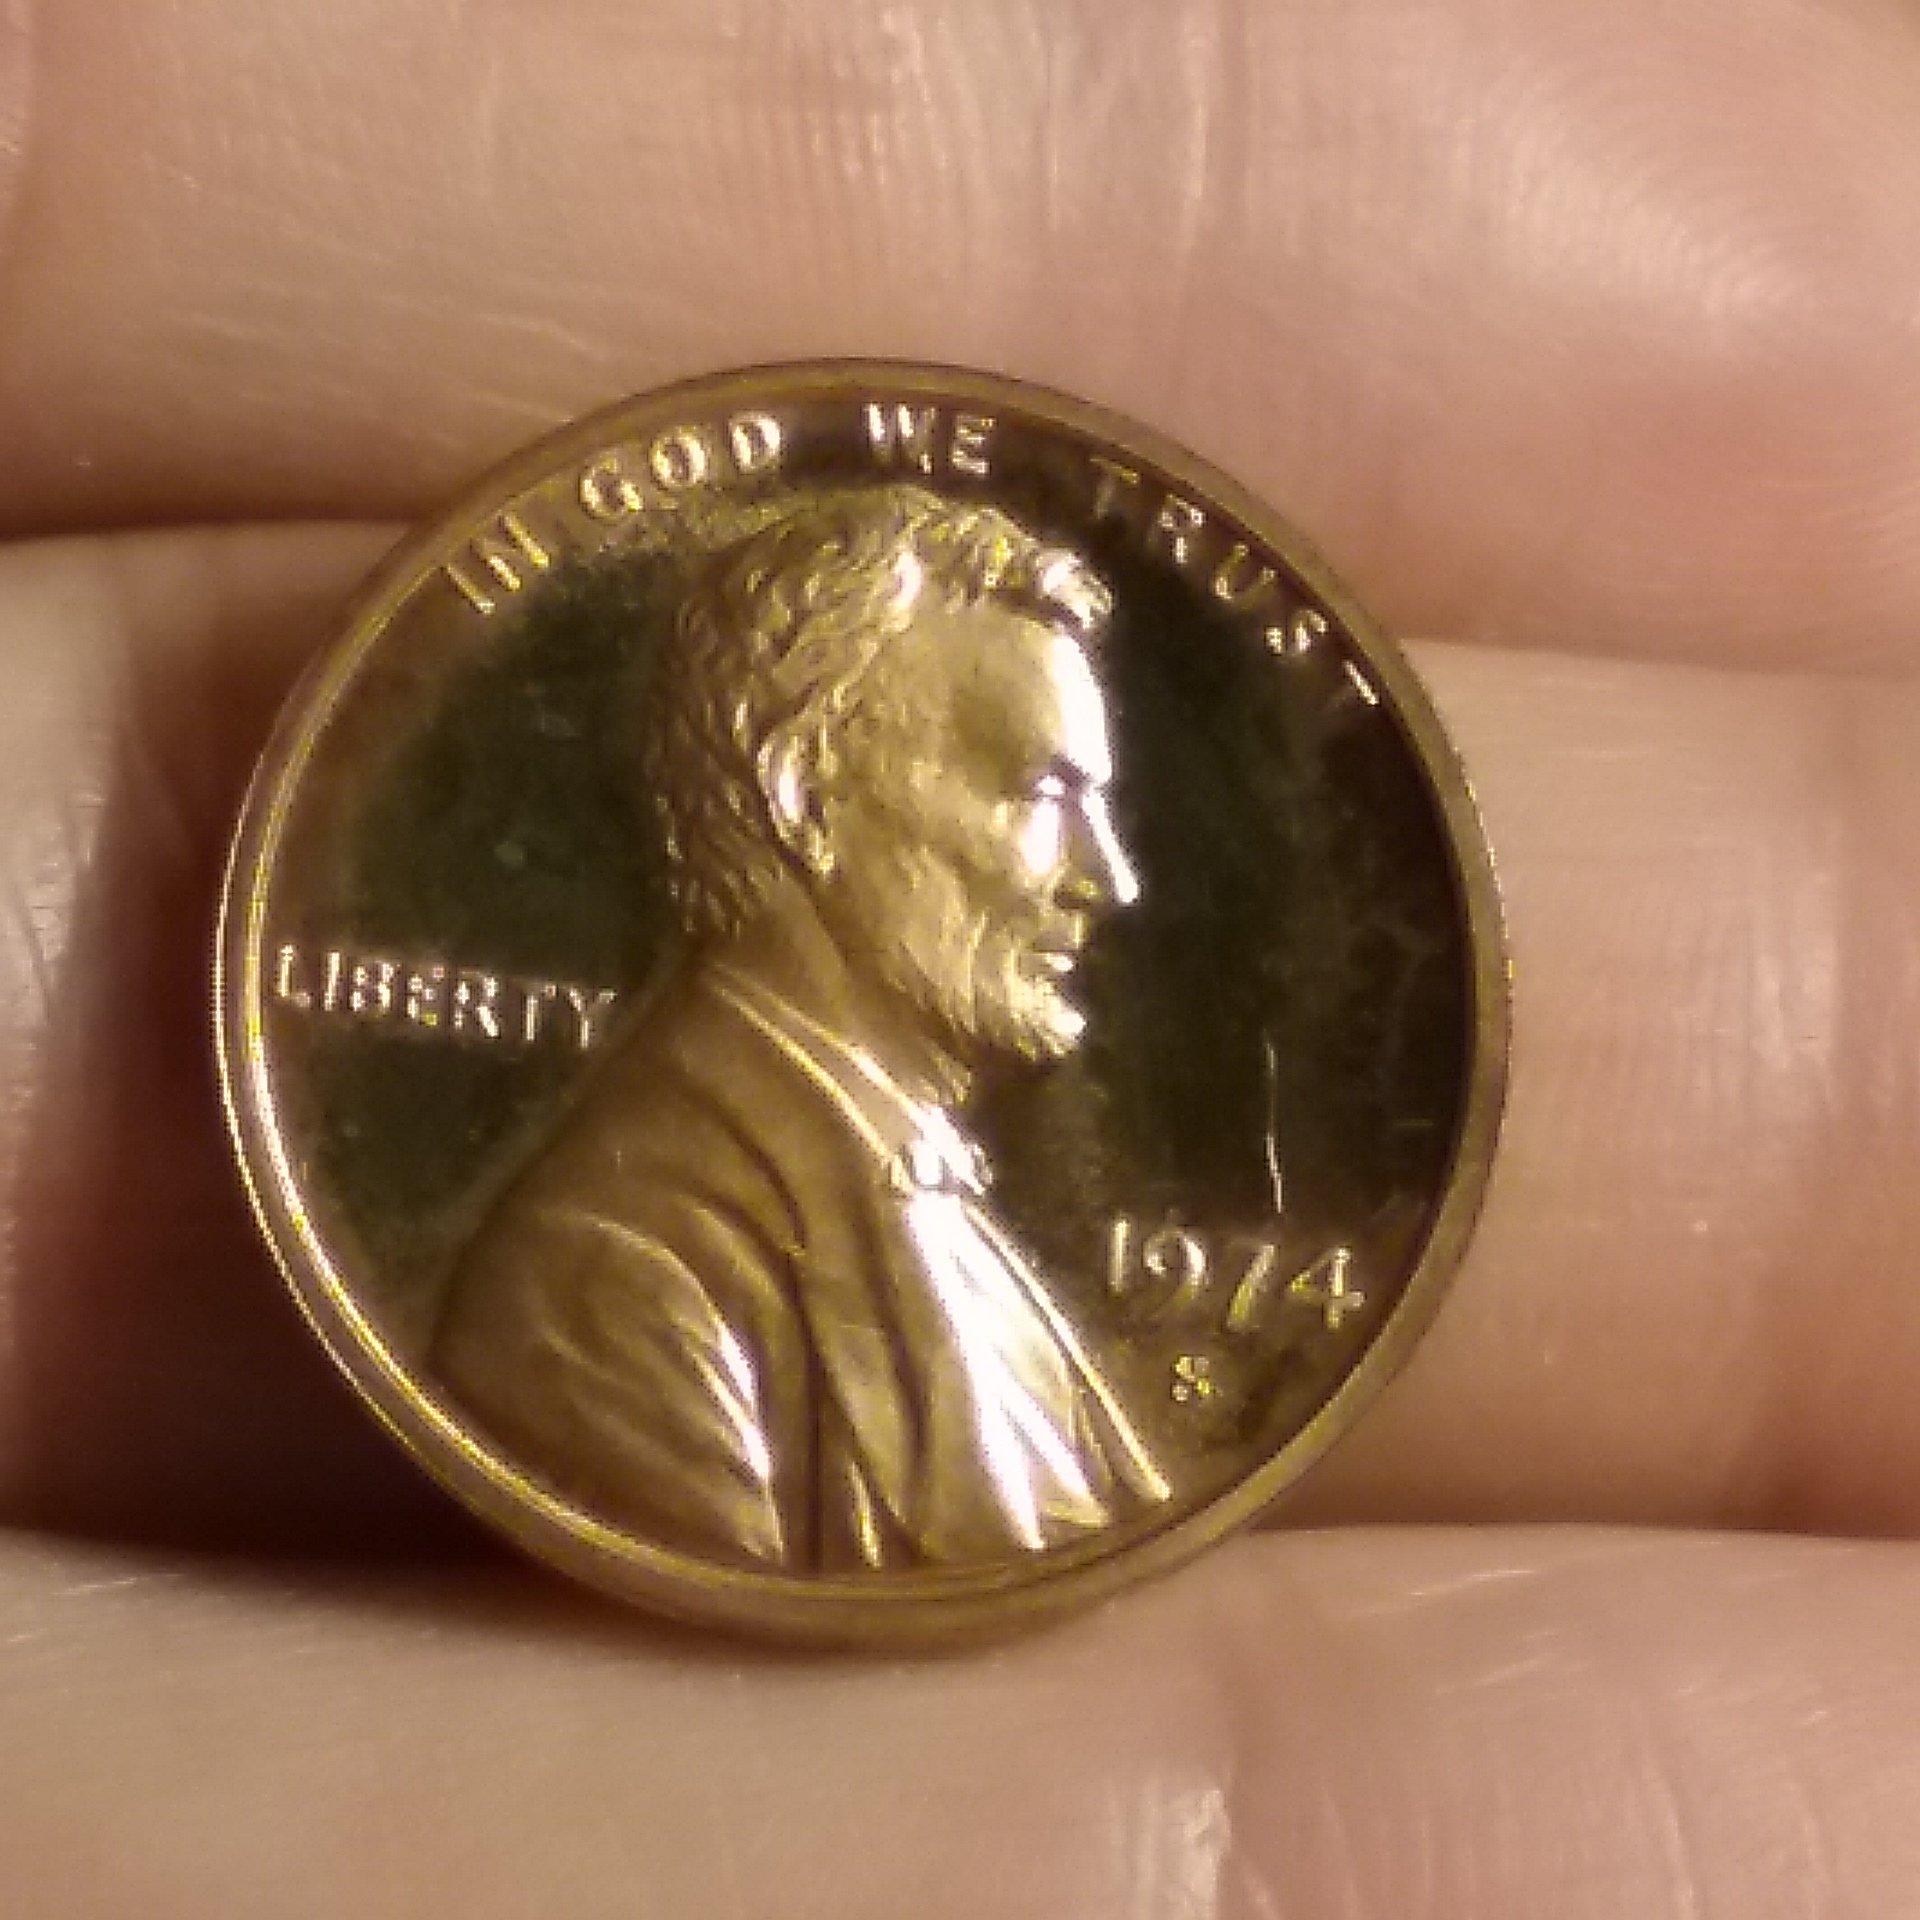 IN GOD WE TRUST
LIBERTY
1974
S